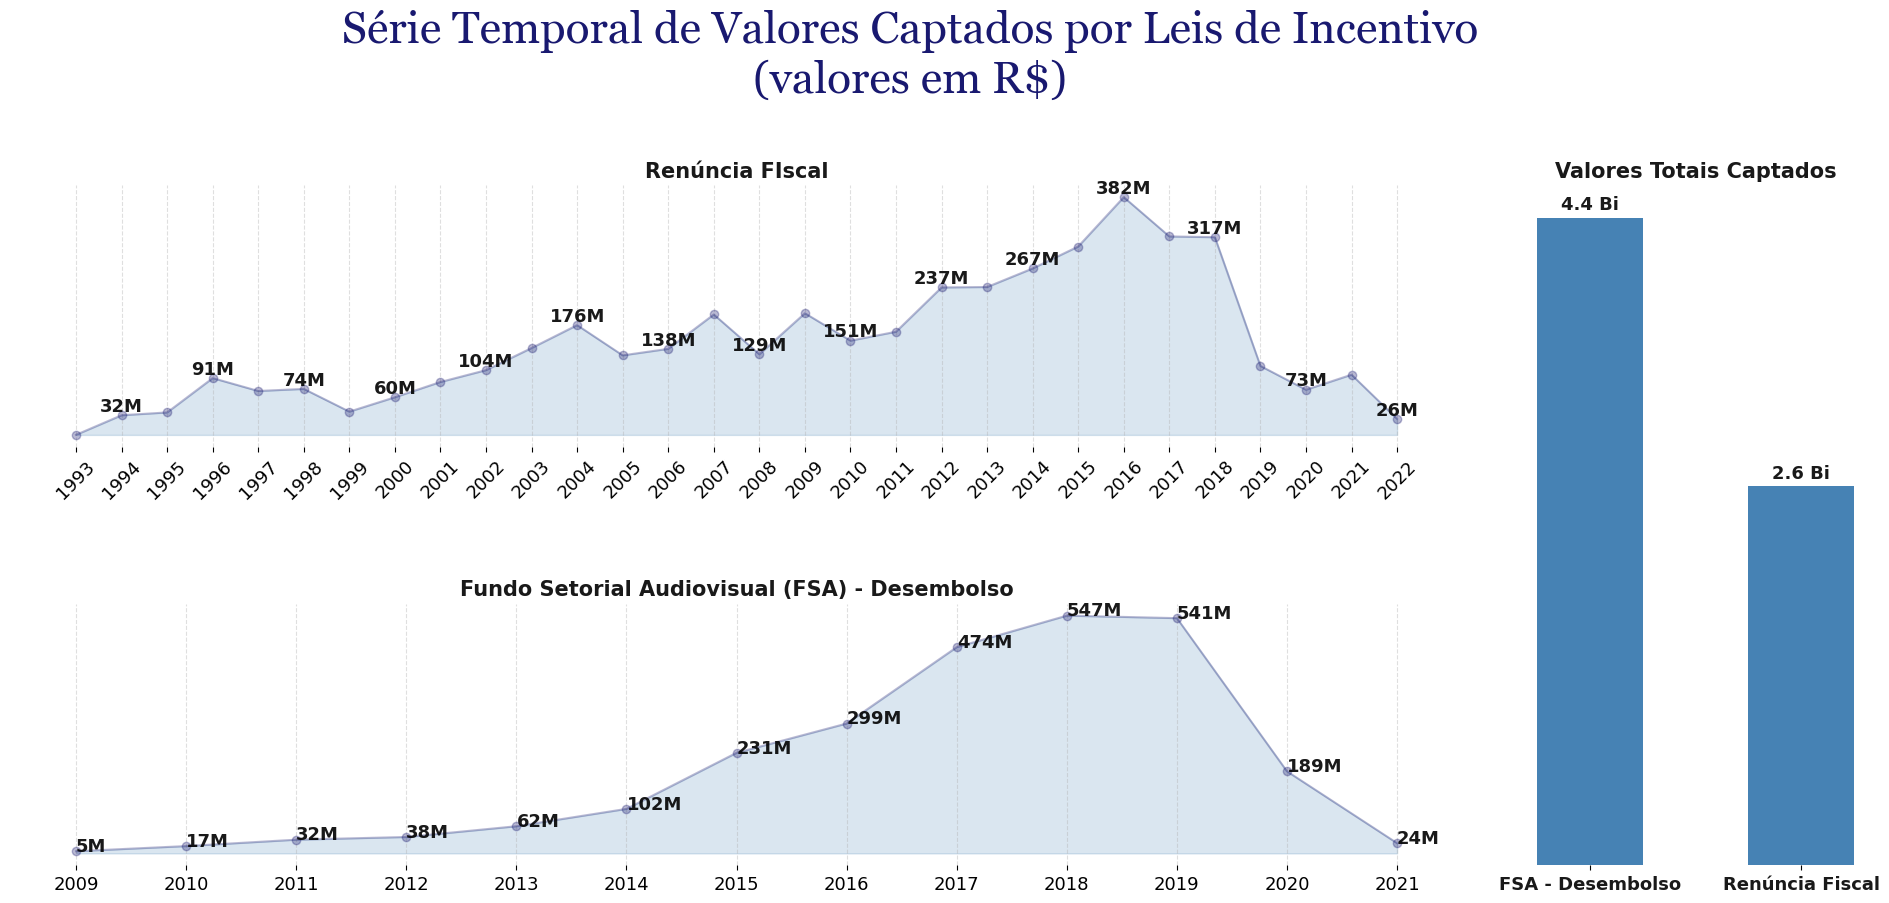 Série Temporal de Valores Captados por Leis de Incentivo
(valores em R$)
Renúncia FIscal
382M
317M
267M
237M
176M
151M
138M
129M
104M
91M
74M
73M
60M
32M
26M
1993 1994 1995 1996 1997 1998 1999 2000 2001 2002 2003 2004 2005 2006 2007 2008 2009 2010 2011 2012 2013 2014 2015 2016 2017 2018 2019 2020 2021 2022
Fundo Setorial Audiovisual (FSA) - Desembolso
5M
17M
32M
38M
62M
102M
231M
299M
474M
547M
541M
189M
24M
2009 2010 2011 2012 2013 2014 2015 2016 2017 2018 2019 2020 2021
Valores Totais Captados
4.4 Bi
2.6 Bi
FSA - Desembolso Renúncia Fiscal